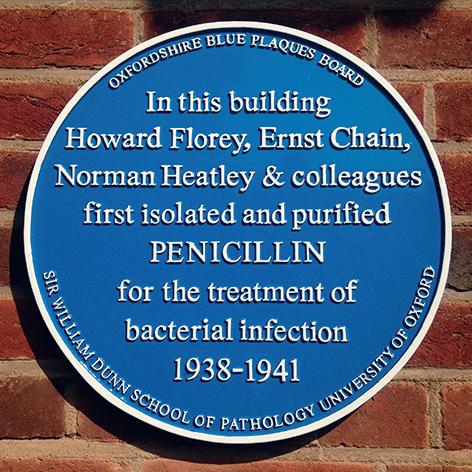 OXFORDSHIRE BLUE PLAQUES BOARD
In this building
Howard Florey, Ernst Chain,
Norman Heatley & colleagues
first isolated and purified
PENICILLIN
for the treatment of
bacterial infection
1938-1941
SIR WILLIAM DUNN SCHOOL OF PATHOLOGY UNIVERSITY OF OXFORD